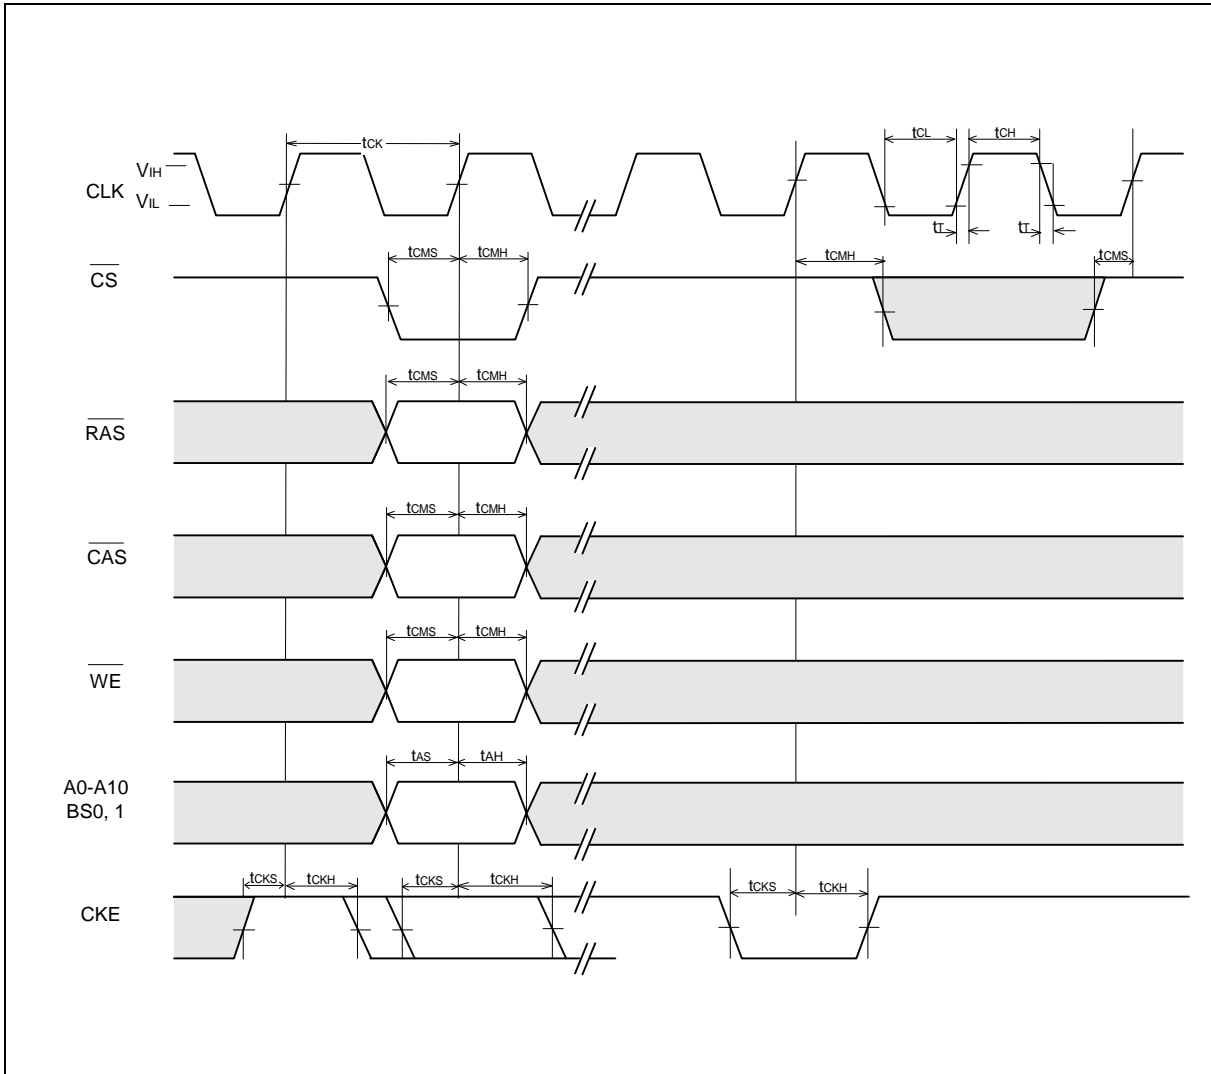 tCL tCH
tCK
VIH
CLK
VIL
tT tT
tCMS tCMH tCMH tCMS
CS
tCMS tCMH
RAS
tCMS tCMH
CAS
tCMS tCMH
WE
tAS tAH
A0-A10
BS0, 1
tCKS tCKH tCKS tCKH tCKS tCKH
CKE